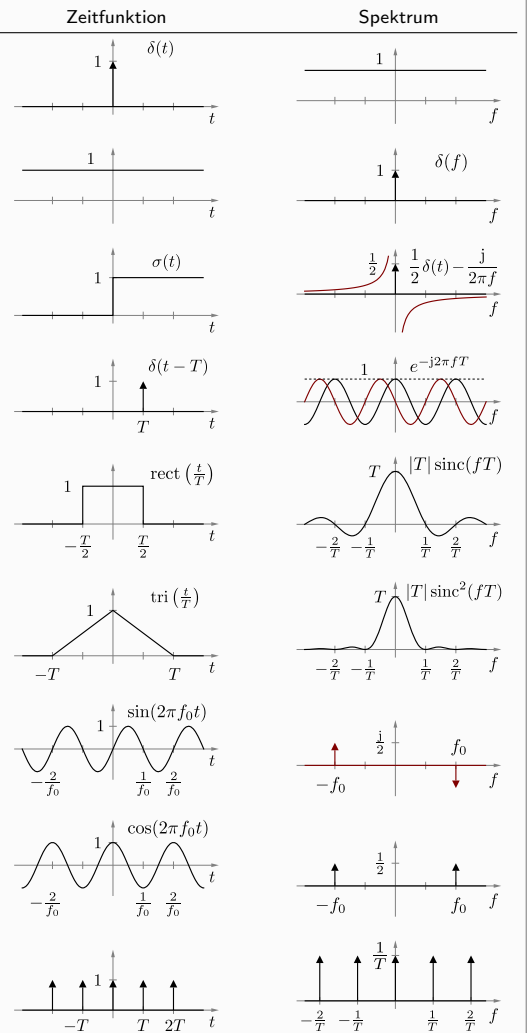 Zeitfunktion Spektrum
δ(t) 1 t
1 f
1 t
δ(f) 1 f
σ(t) 1 t
1/2 1/2 δ(t) − j/2πf f
δ(t − T) 1 T t
1 e^{−j2πfT} f
rect (t/T) 1 −T/2 T/2 t
T |T| sinc(fT) −2/T −1/T 1/T 2/T f
tri (t/T) 1 −T T t
T |T| sinc²(fT) −2/T −1/T 1/T 2/T f
sin(2πf₀t) 1 −2/f₀ 1/f₀ 2/f₀ t
j/2 f₀ −f₀ f
cos(2πf₀t) 1 −2/f₀ 1/f₀ 2/f₀ t
1/2 −f₀ f₀ f
1 −T T 2T t
1/T −2/T −1/T 1/T 2/T f